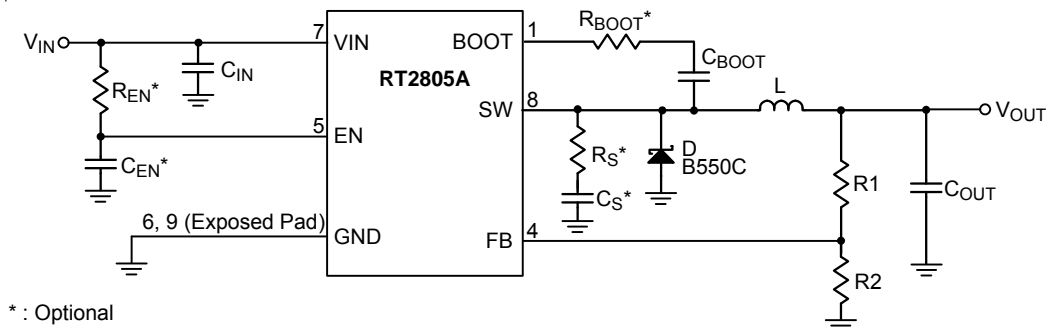 VIN
CIN
REN*
CEN*
7
VIN
5
EN
6, 9 (Exposed Pad)
GND
RT2805A
BOOT
1
RBOOT*
CBOOT
SW
8
L
VOUT
RS*
CS*
D
B550C
R1
COUT
FB
4
R2
* : Optional